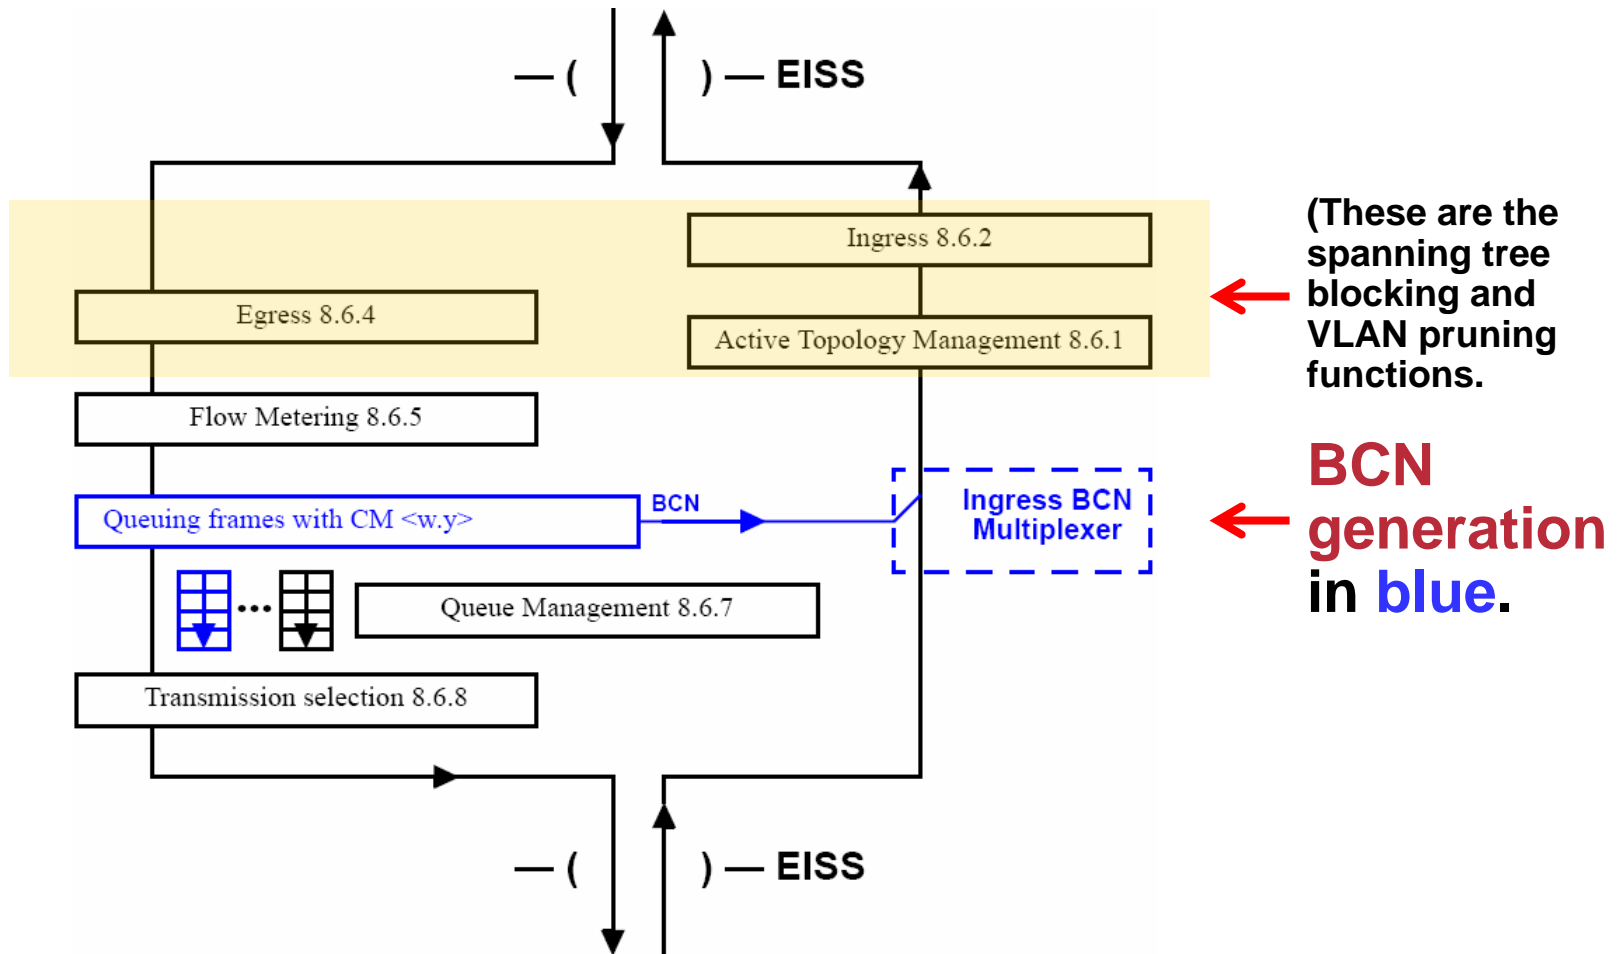 — ( ) — EISS
Ingress 8.6.2
Egress 8.6.4
Active Topology Management 8.6.1
Flow Metering 8.6.5
Queuing frames with CM <w.y>
BCN
Ingress BCN
Multiplexer
...
Queue Management 8.6.7
Transmission selection 8.6.8
— ( ) — EISS
(These are the
spanning tree
blocking and
VLAN pruning
functions.
BCN
generation
in blue.